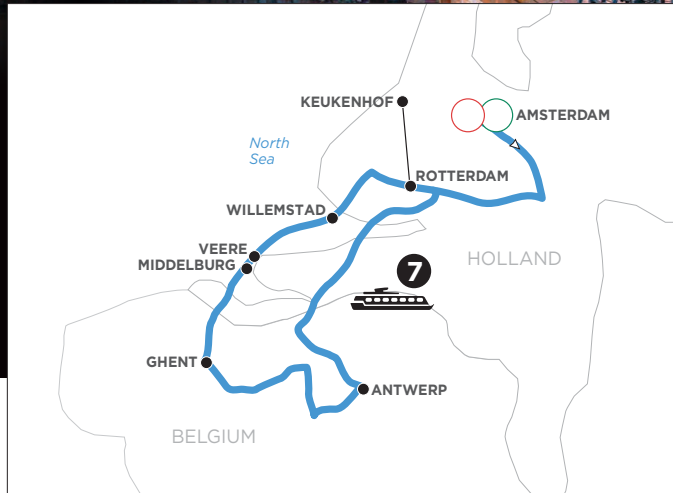 KEUKENHOF
AMSTERDAM
North
Sea
ROTTERDAM
WILLEMSTAD
VEERE
MIDDELBURG
HOLLAND
7
GHENT
ANTWERP
BELGIUM